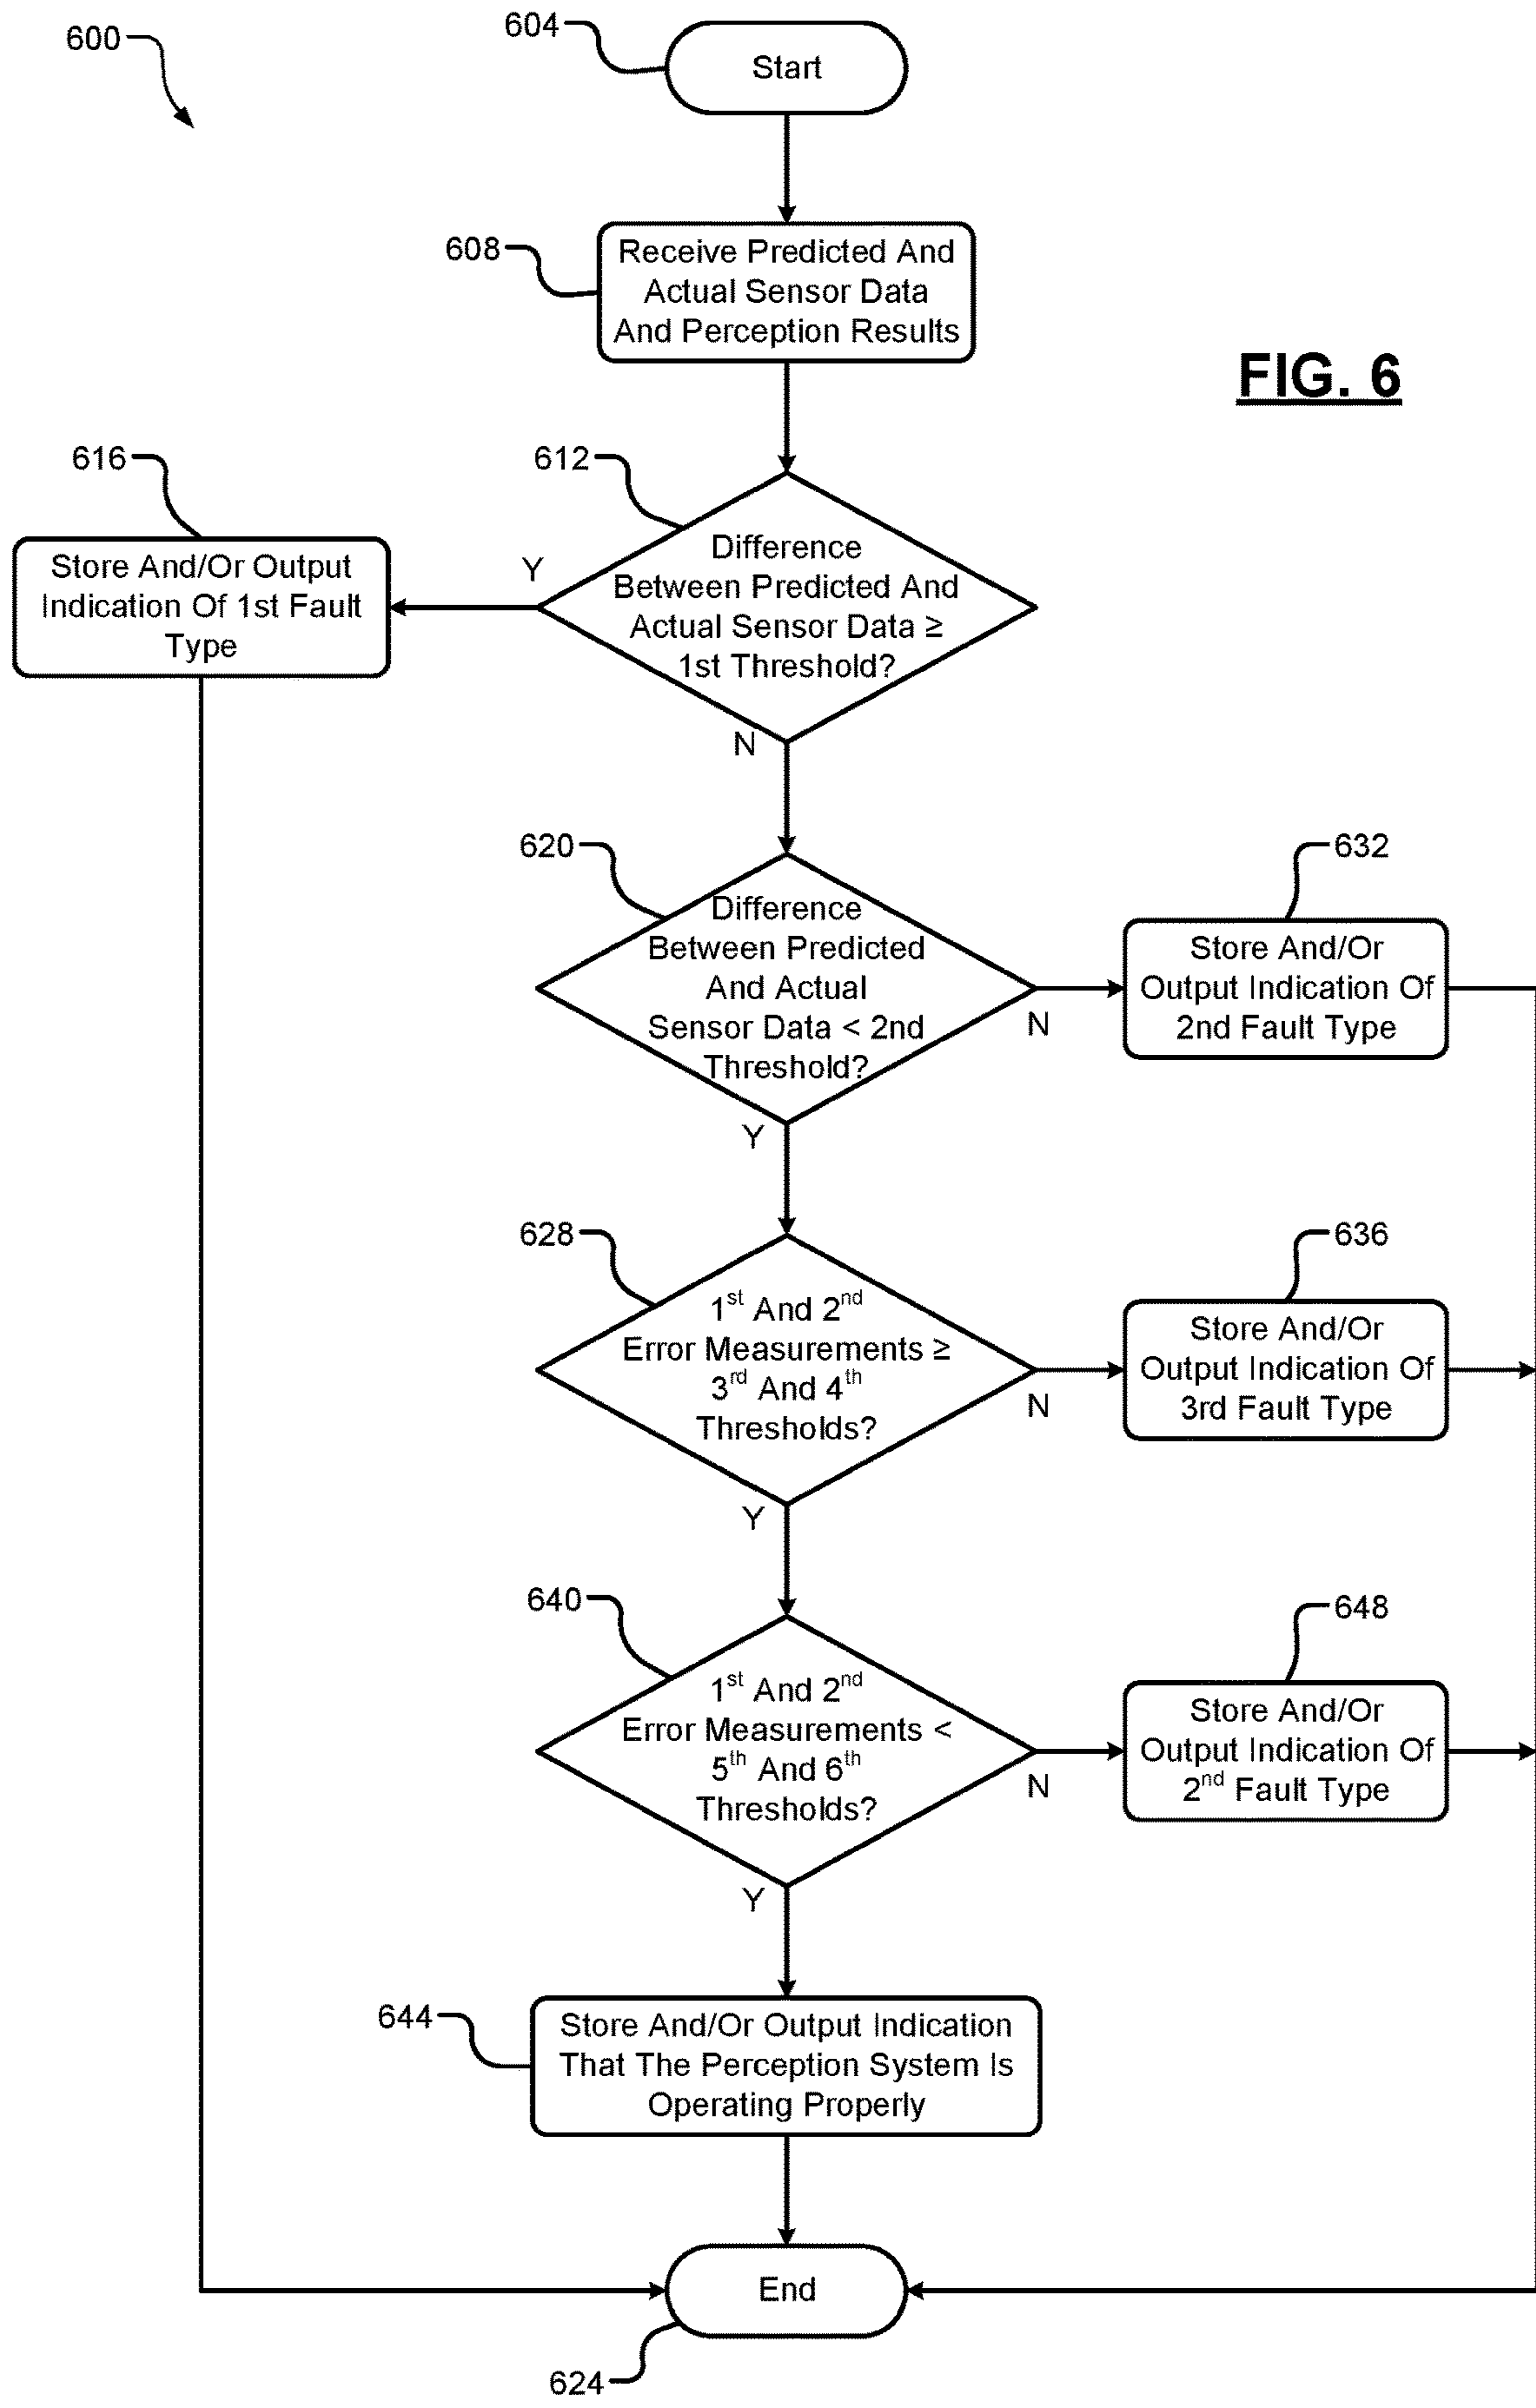 600
604
Start
608
Receive Predicted And
Actual Sensor Data
And Perception Results
FIG. 6
616
Store And/Or Output
Indication Of 1st Fault
Type
612
Y
Difference
Between Predicted And
Actual Sensor Data ≥
1st Threshold?
N
620
Difference
Between Predicted
And Actual
Sensor Data < 2nd
Threshold?
N
Y
632
Store And/Or
Output Indication Of
2nd Fault Type
628
1st And 2nd
Error Measurements ≥
3rd And 4th
Thresholds?
N
Y
636
Store And/Or
Output Indication Of
3rd Fault Type
640
1st And 2nd
Error Measurements <
5th And 6th
Thresholds?
N
Y
648
Store And/Or
Output Indication Of
2nd Fault Type
644
Store And/Or Output Indication
That The Perception System Is
Operating Properly
End
624